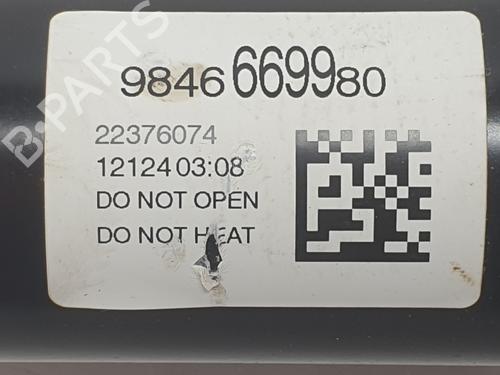 9846669980
22376074
12124 03:08
DO NOT OPEN
DO NOT HEAT
B-PARTS